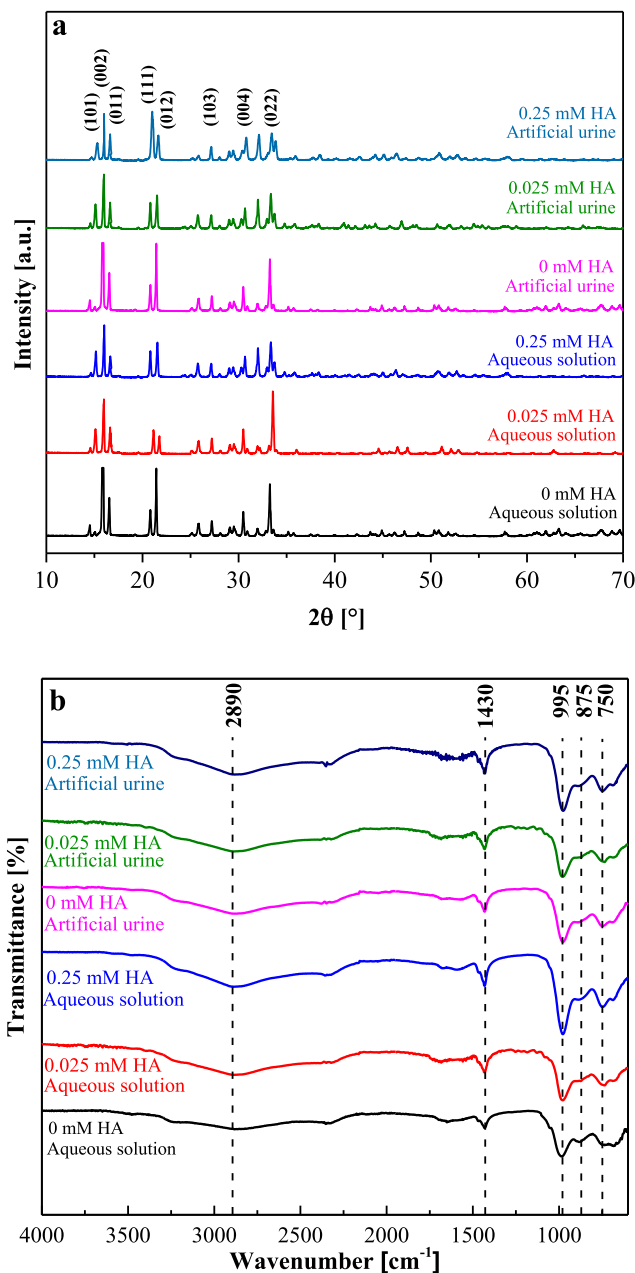 a
(101)
(002)
(011)
(111)
(012)
(103)
(004)
(022)
0.25 mM HA
Artificial urine
0.025 mM HA
Artificial urine
0 mM HA
Artificial urine
0.25 mM HA
Aqueous solution
0.025 mM HA
Aqueous solution
0 mM HA
Aqueous solution
Intensity [a.u.]
10 20 30 40 50 60 70
2θ [°]
b
2890
1430
995
875
750
0.25 mM HA
Artificial urine
0.025 mM HA
Artificial urine
0 mM HA
Artificial urine
0.25 mM HA
Aqueous solution
0.025 mM HA
Aqueous solution
0 mM HA
Aqueous solution
Transmittance [%]
4000 3500 3000 2500 2000 1500 1000
Wavenumber [cm-1]